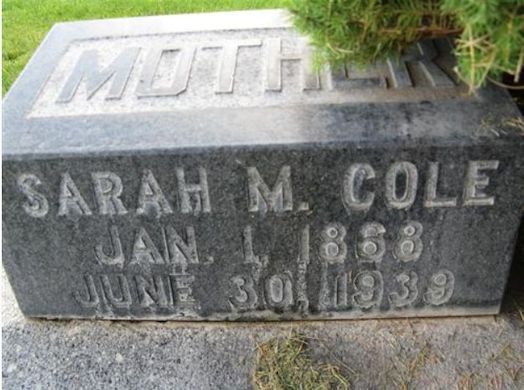 MOTHER
SARAH M. COLE
JAN. 1, 1868
JUNE 30, 1939